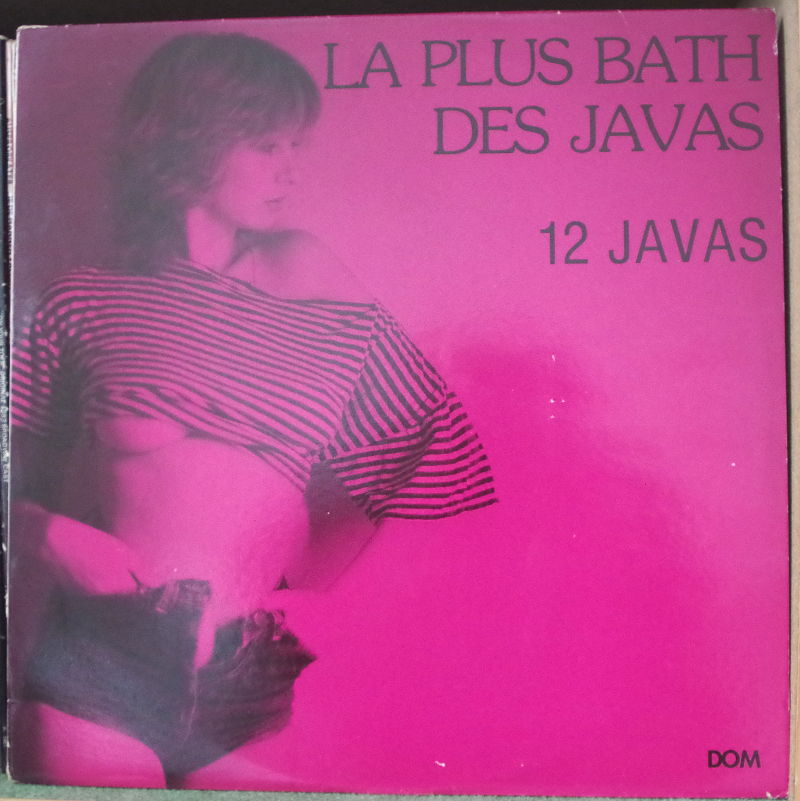 LA PLUS BATH
DES JAVAS
12 JAVAS
DOM